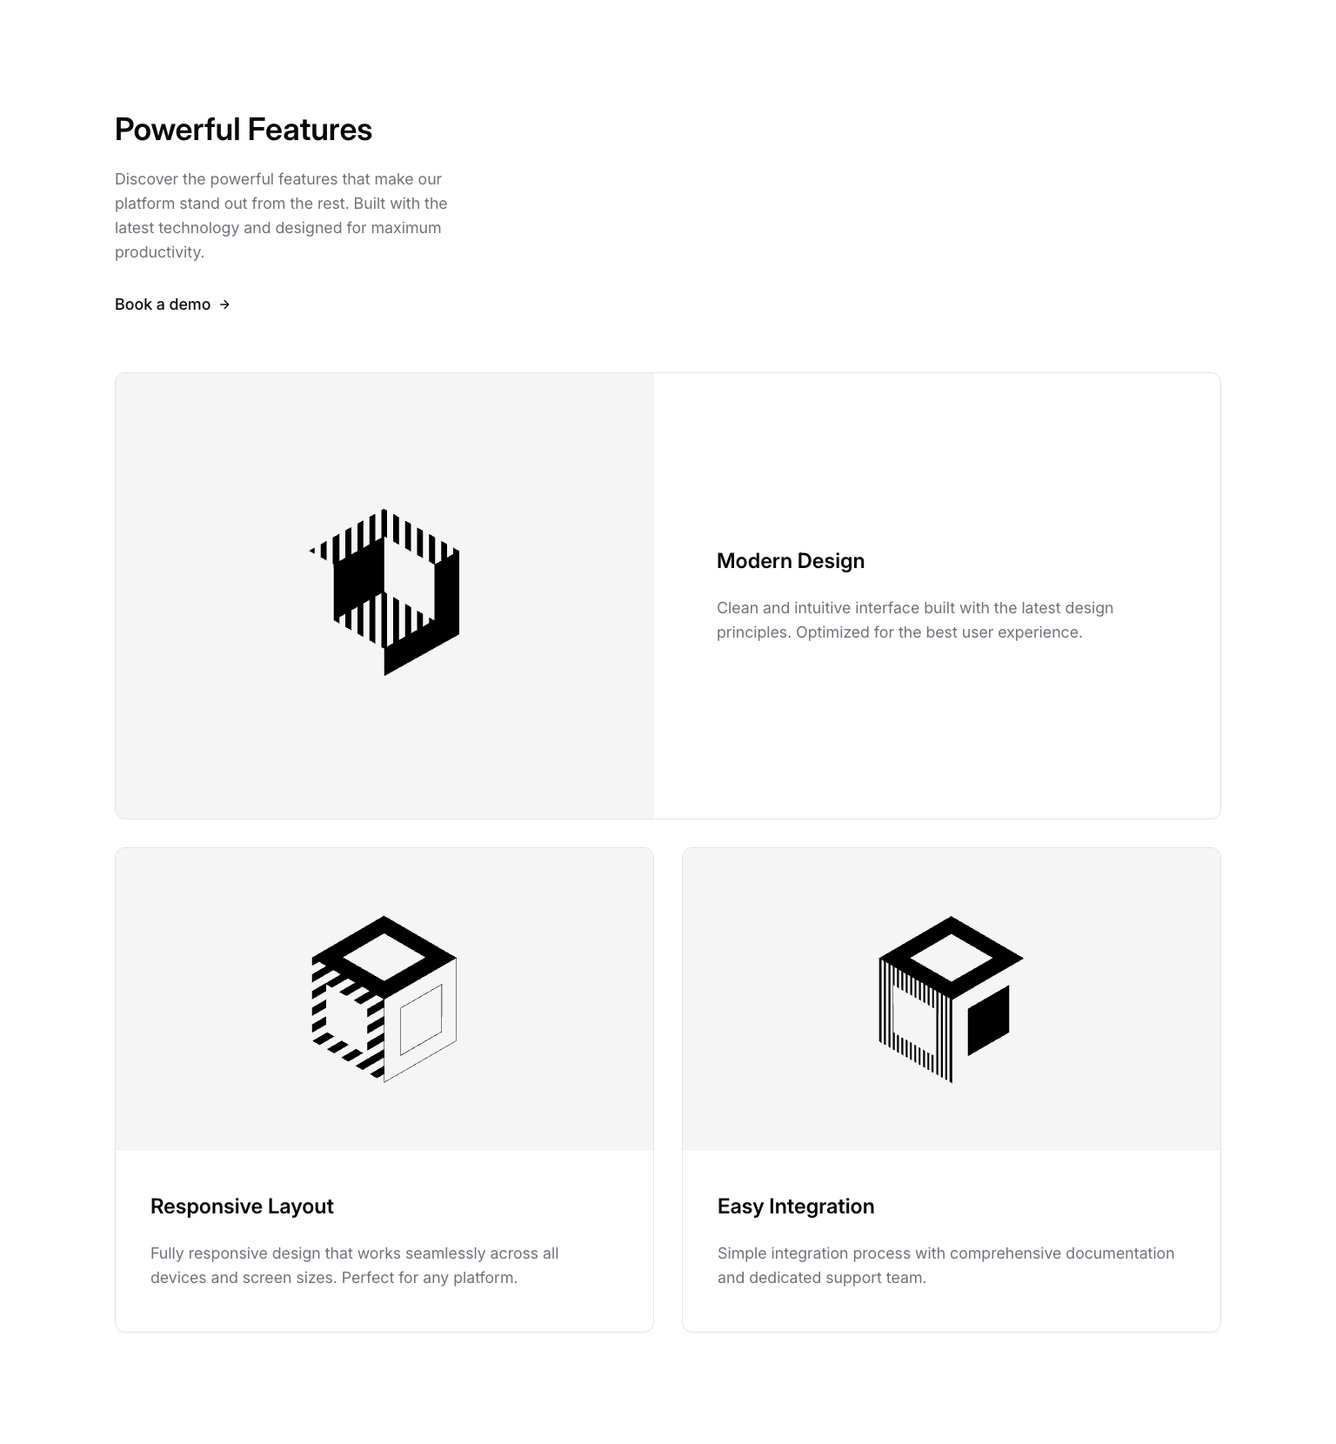 Powerful Features
Discover the powerful features that make our
platform stand out from the rest. Built with the
latest technology and designed for maximum
productivity.
Book a demo →
Modern Design
Clean and intuitive interface built with the latest design
principles. Optimized for the best user experience.
Responsive Layout
Fully responsive design that works seamlessly across all
devices and screen sizes. Perfect for any platform.
Easy Integration
Simple integration process with comprehensive documentation
and dedicated support team.